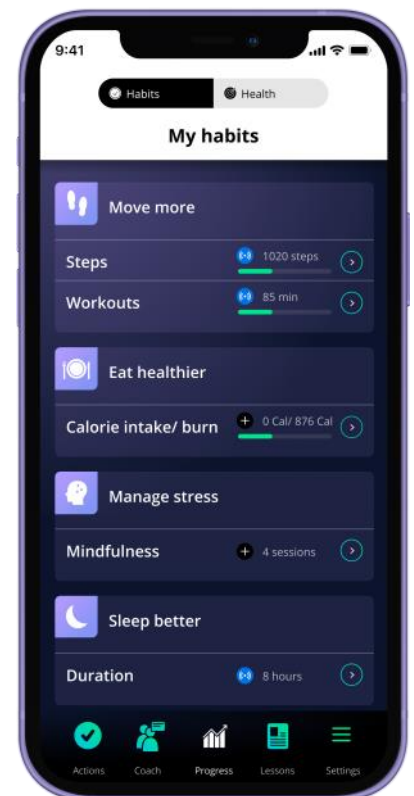 9:41
Habits Health
My habits
Move more
Steps 1020 steps
Workouts 85 min
Eat healthier
Calorie intake/ burn 0 Cal/ 876 Cal
Manage stress
Mindfulness 4 sessions
Sleep better
Duration 8 hours
Actions Coach Progress Lessons Settings